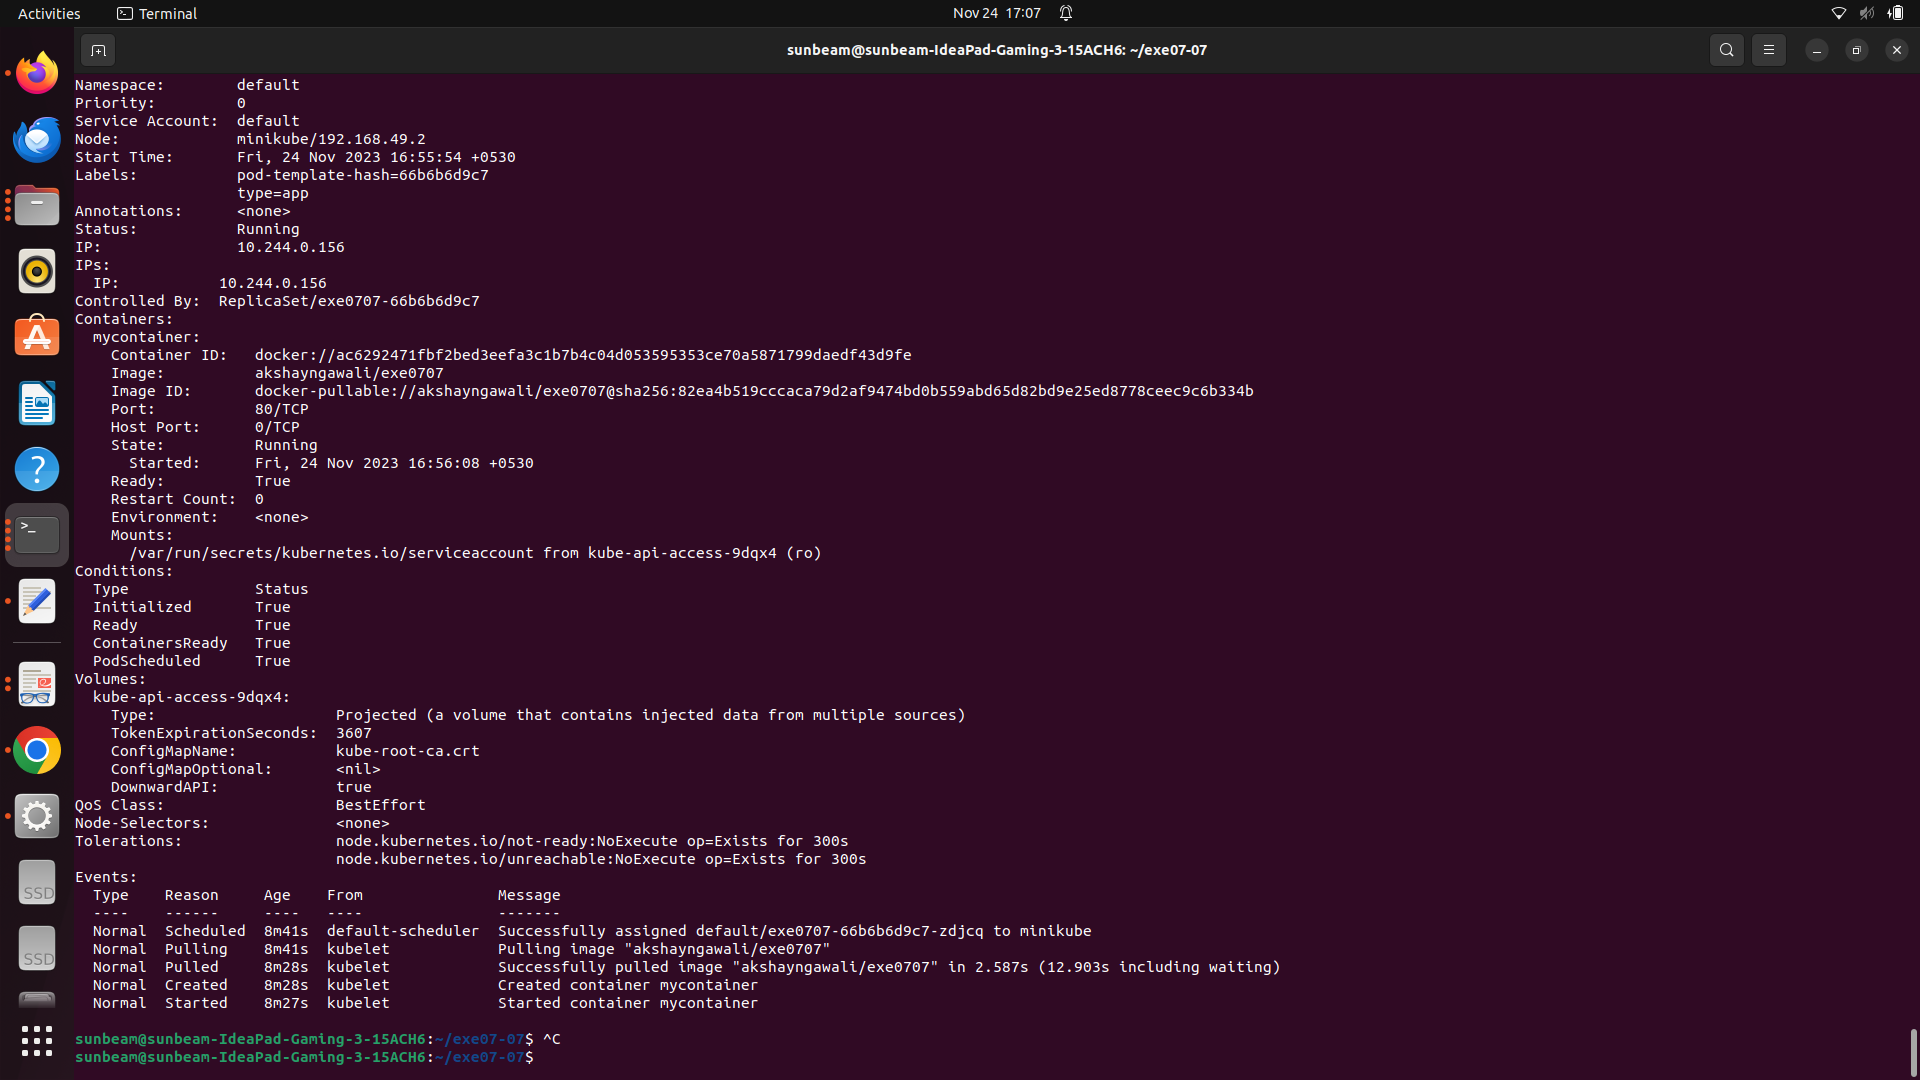 Activities Terminal Nov 24 17:07
sunbeam@sunbeam-IdeaPad-Gaming-3-15ACH6: ~/exe07-07
Namespace:        default
Priority:         0
Service Account:  default
Node:             minikube/192.168.49.2
Start Time:       Fri, 24 Nov 2023 16:55:54 +0530
Labels:           pod-template-hash=66b6b6d9c7
                  type=app
Annotations:      <none>
Status:           Running
IP:               10.244.0.156
IPs:
  IP:           10.244.0.156
Controlled By:  ReplicaSet/exe0707-66b6b6d9c7
Containers:
  mycontainer:
    Container ID:   docker://ac6292471fbf2bed3eefa3c1b7b4c04d053595353ce70a5871799daedf43d9fe
    Image:          akshayngawali/exe0707
    Image ID:       docker-pullable://akshayngawali/exe0707@sha256:82ea4b519cccaca79d2af9474bd0b559abd65d82bd9e25ed8778ceec9c6b334b
    Port:           80/TCP
    Host Port:      0/TCP
    State:          Running
      Started:      Fri, 24 Nov 2023 16:56:08 +0530
    Ready:          True
    Restart Count:  0
    Environment:    <none>
    Mounts:
      /var/run/secrets/kubernetes.io/serviceaccount from kube-api-access-9dqx4 (ro)
Conditions:
  Type              Status
  Initialized       True
  Ready             True
  ContainersReady   True
  PodScheduled      True
Volumes:
  kube-api-access-9dqx4:
    Type:                    Projected (a volume that contains injected data from multiple sources)
    TokenExpirationSeconds:  3607
    ConfigMapName:           kube-root-ca.crt
    ConfigMapOptional:       <nil>
    DownwardAPI:             true
QoS Class:                   BestEffort
Node-Selectors:              <none>
Tolerations:                 node.kubernetes.io/not-ready:NoExecute op=Exists for 300s
                             node.kubernetes.io/unreachable:NoExecute op=Exists for 300s
Events:
  Type    Reason     Age   From               Message
  ----    ------     ----  ----               -------
  Normal  Scheduled  8m41s  default-scheduler  Successfully assigned default/exe0707-66b6b6d9c7-zdjcq to minikube
  Normal  Pulling    8m41s  kubelet            Pulling image "akshayngawali/exe0707"
  Normal  Pulled     8m28s  kubelet            Successfully pulled image "akshayngawali/exe0707" in 2.587s (12.903s including waiting)
  Normal  Created    8m28s  kubelet            Created container mycontainer
  Normal  Started    8m27s  kubelet            Started container mycontainer
sunbeam@sunbeam-IdeaPad-Gaming-3-15ACH6:~/exe07-07$ ^C
sunbeam@sunbeam-IdeaPad-Gaming-3-15ACH6:~/exe07-07$
SSD
SSD